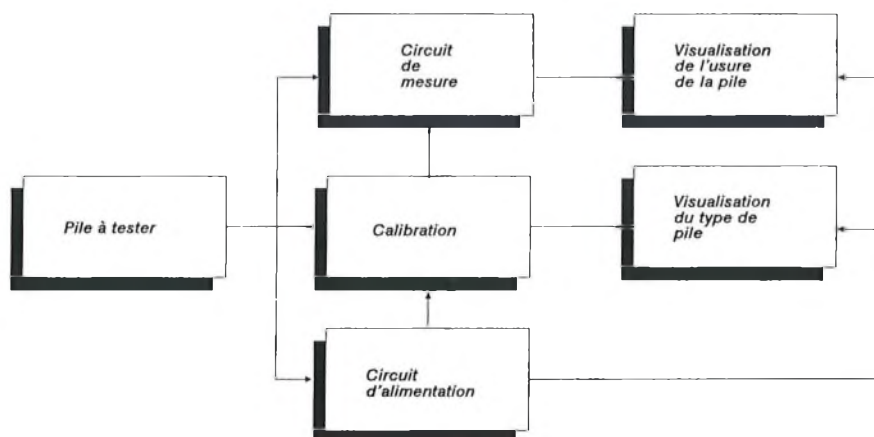 Circuit
de
mesure
Visualisation
de l'usure
de la pile
Pile à tester
Calibration
Visualisation
du type de
pile
Circuit
d'alimentation